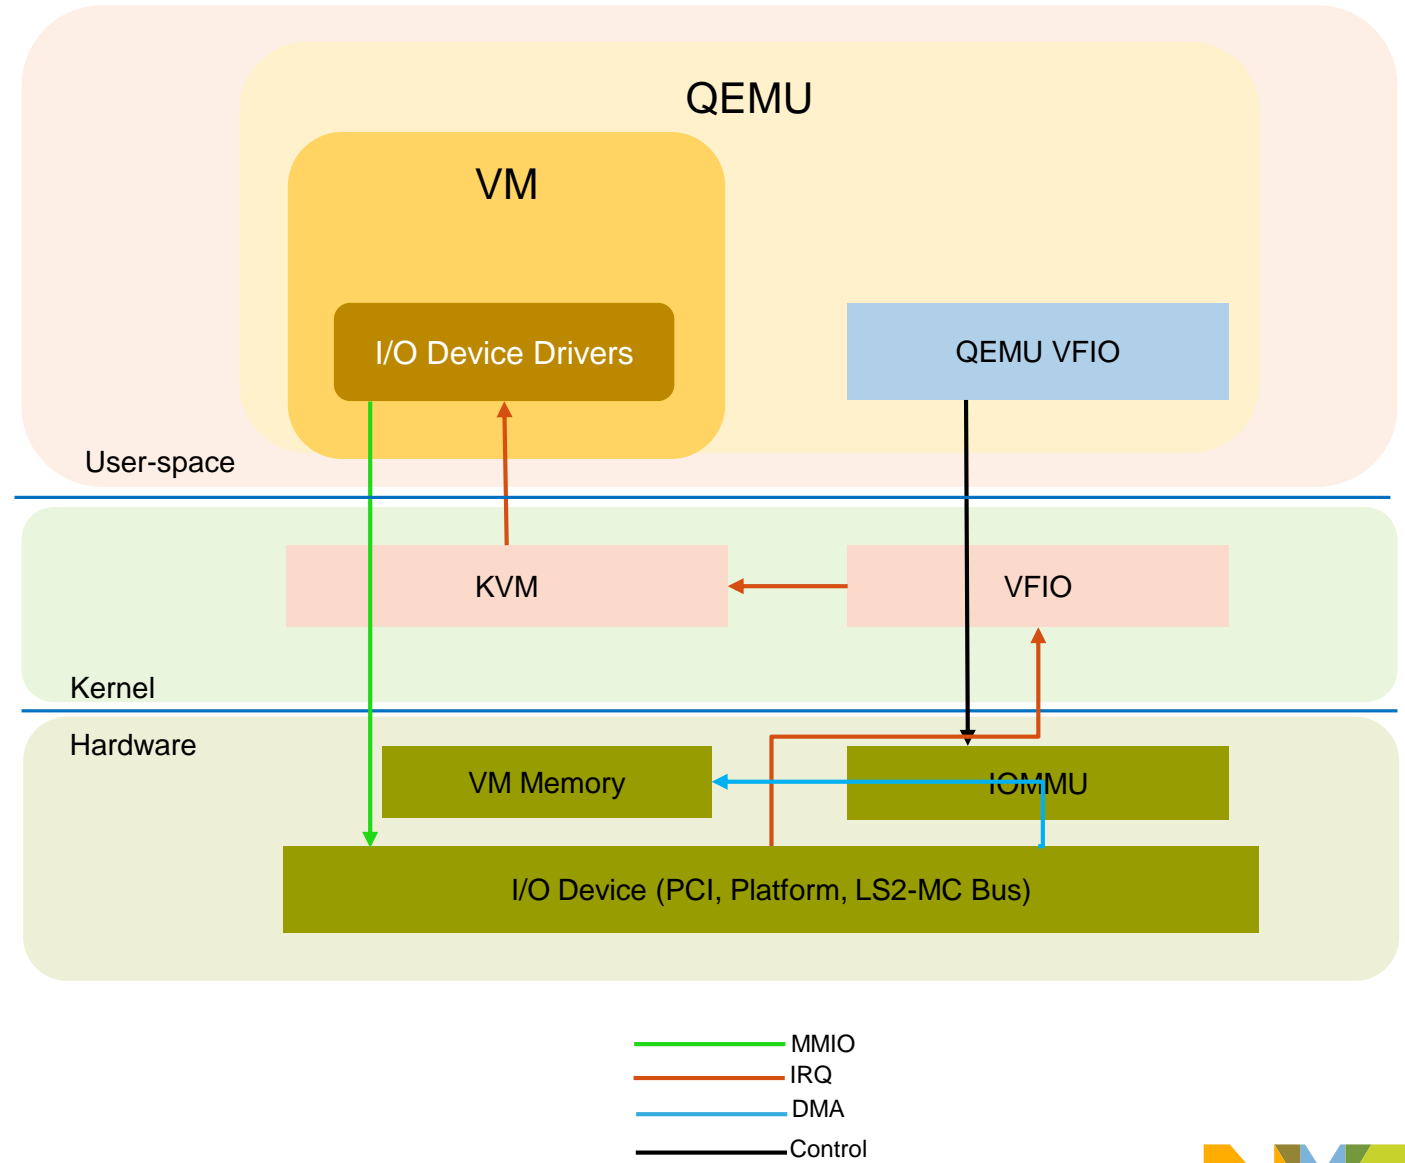 QEMU
VM
I/O Device Drivers
QEMU VFIO
User-space
KVM
VFIO
Kernel
Hardware
VM Memory
IOMMU
I/O Device (PCI, Platform, LS2-MC Bus)
MMIO
IRQ
DMA
Control